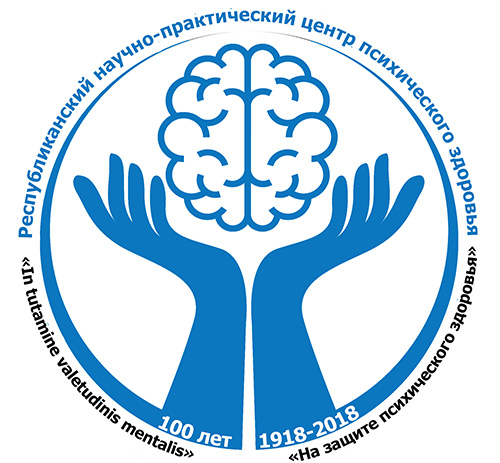 Республиканский научно-практический центр психического здоровья
«In tutamine valetudinis mentalis»
«На защите психического здоровья»
100 лет
1918-2018